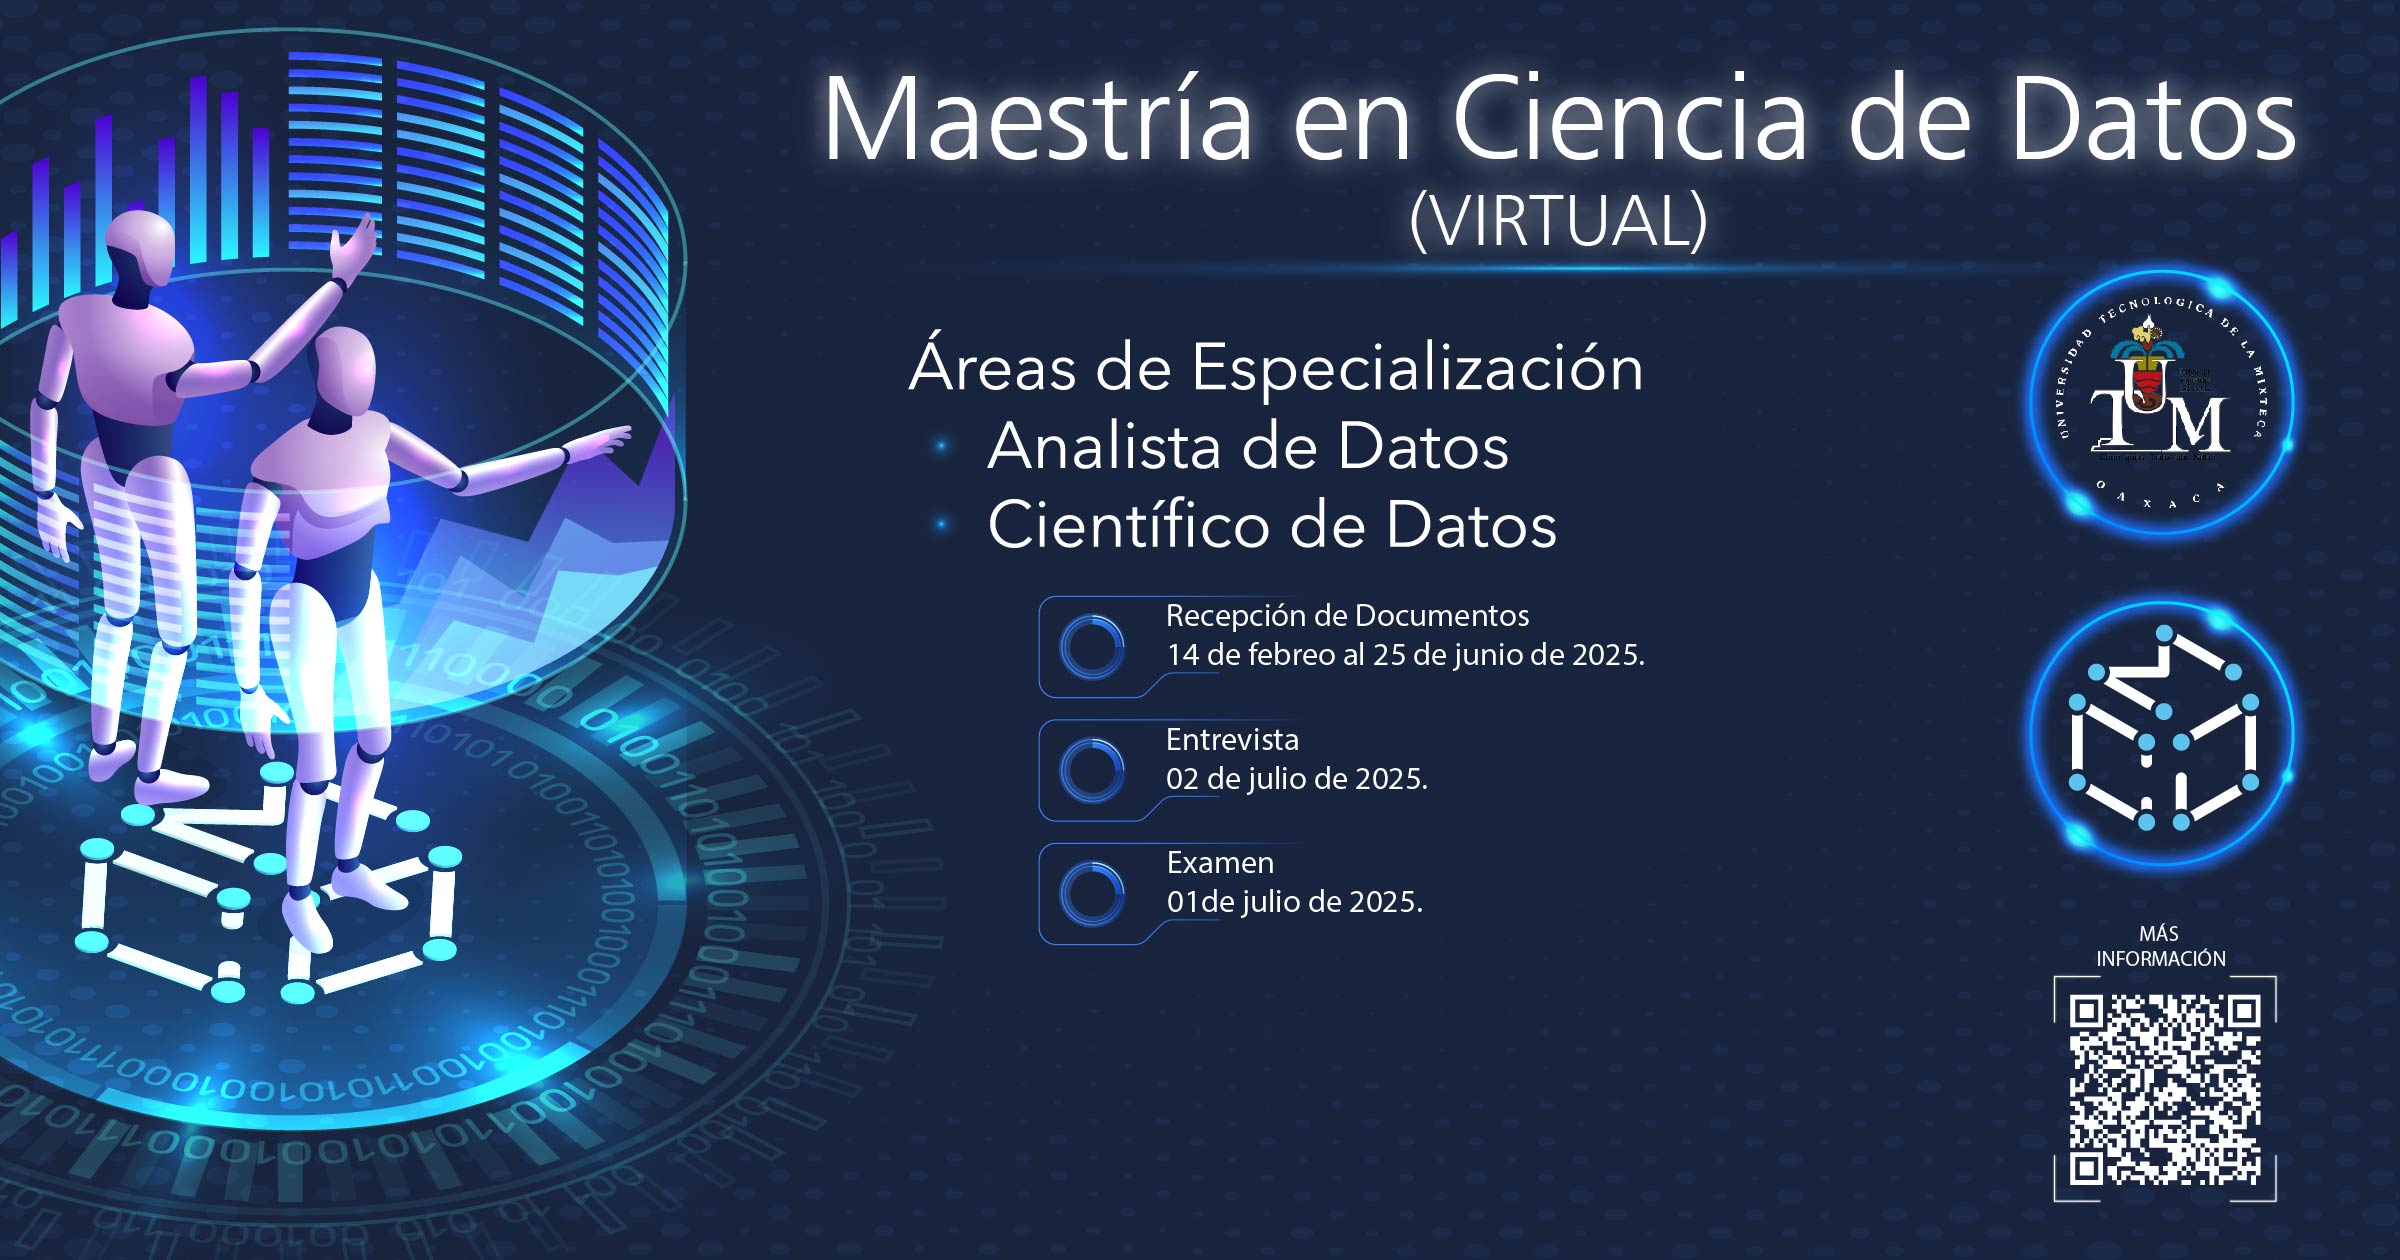 Maestría en Ciencia de Datos
(VIRTUAL)
Áreas de Especialización
Analista de Datos
Científico de Datos
Recepción de Documentos
14 de febreo al 25 de junio de 2025.
Entrevista
02 de julio de 2025.
Examen
01de julio de 2025.
UNIVERSIDAD TECNOLOGICA DE LA MIXTECA
UTM
OAXACA
MÁS
INFORMACIÓN